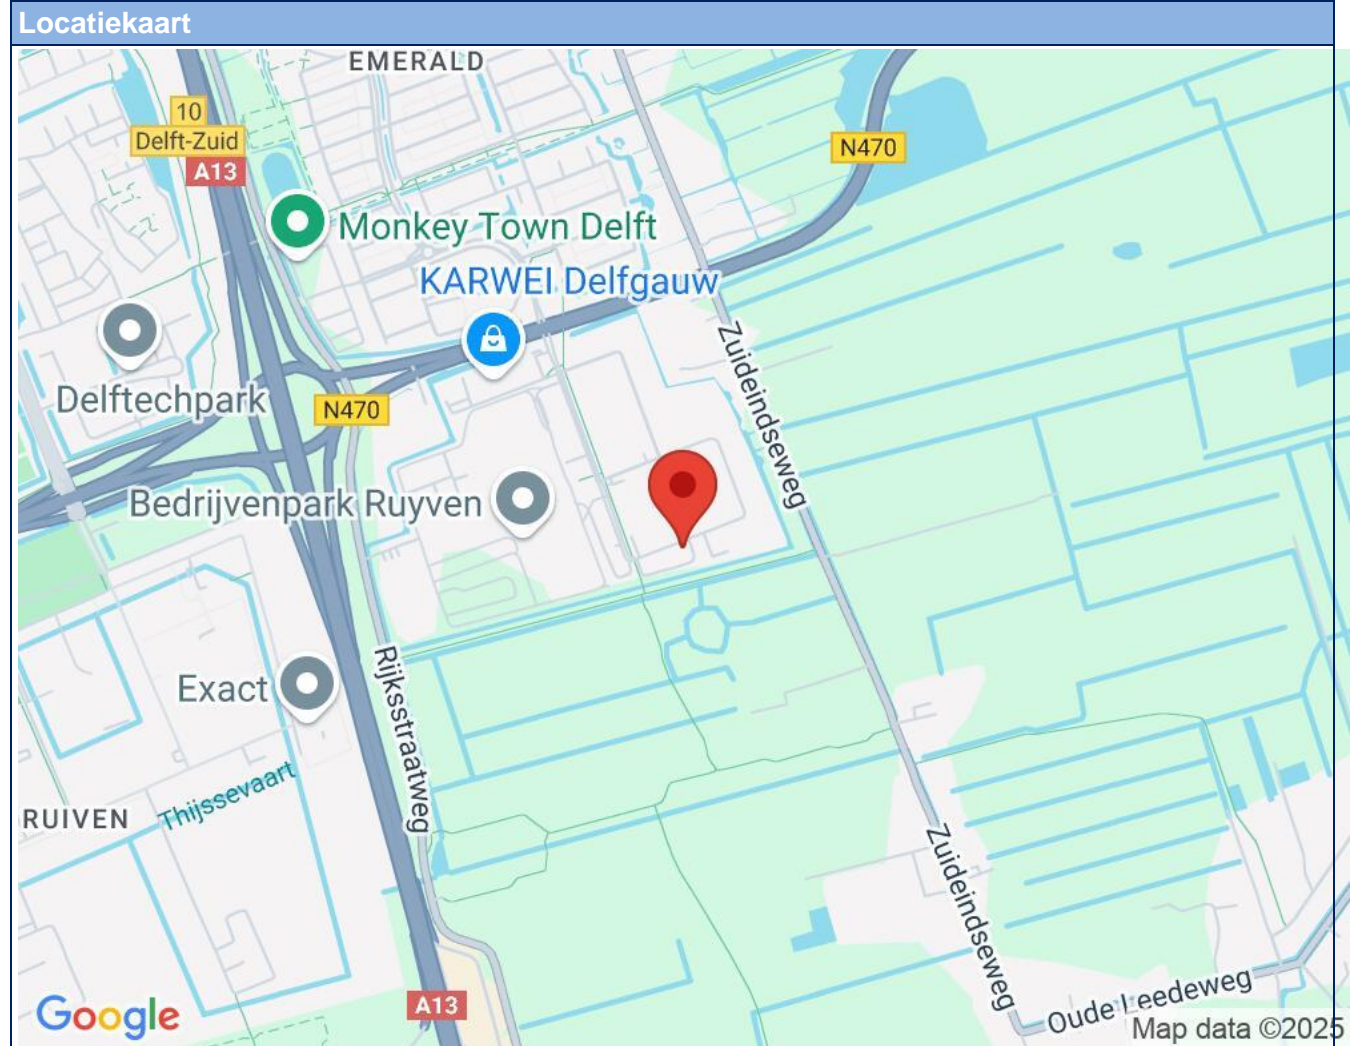 Locatiekaart
EMERALD
10
Delft-Zuid
A13
N470
Monkey Town Delft
KARWEI Delfgauw
Zuideindseweg
Delftechpark
N470
Bedrijvenpark Ruyven
Exact
Rijksstraatweg
Thijssevaart
RUIVEN
Zuideindseweg
A13
Oude Leedeweg
Google
Map data ©2025